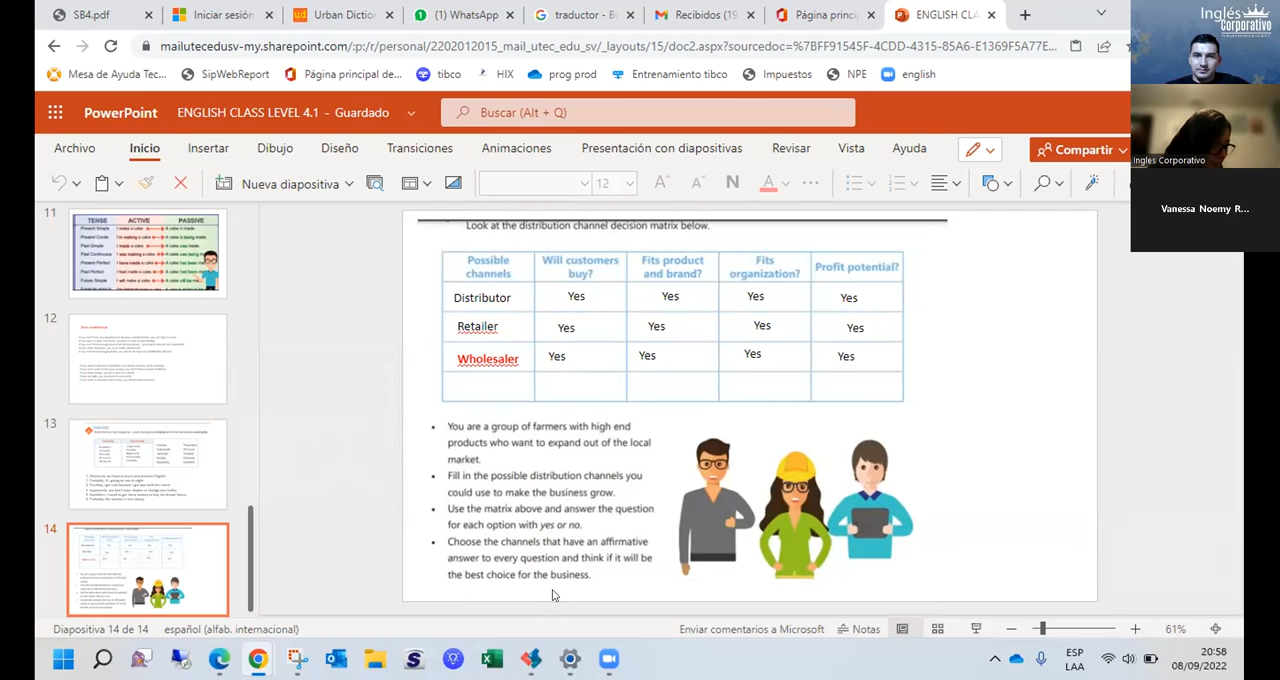 SB4.pdf
Iniciar sesión
Urban Dictio
(1) WhatsApp
traductor - B
Recibidos (19
Página princi
ENGLISH CLA
Inglés
Corporativo
mailutecedusv-my.sharepoint.com/:p:/r/personal/2202012015_mail_utec_edu_sv/_layouts/15/doc2.aspx?sourcedoc=%7BFF91545F-4CDD-4315-85A6-E1369F5A77E...
Mesa de Ayuda Tec...
SipWebReport
Página principal de...
tibco
HIX
prog prod
Entrenamiento tibco
Impuestos
NPE
english
PowerPoint
ENGLISH CLASS LEVEL 4.1 - Guardado
Buscar (Alt + Q)
Archivo
Inicio
Insertar
Dibujo
Diseño
Transiciones
Animaciones
Presentación con diapositivas
Revisar
Vista
Ayuda
Compartir
Ingles Corporativo
Nueva diapositiva
12
N
A
Vanessa Noemy R...
11
TENSE ACTIVE PASSIVE
12
13
14
Look at the distribution channel decision matrix below.
Possible channels
Will customers buy?
Fits product and brand?
Fits organization?
Profit potential?
Distributor Yes Yes Yes Yes
Retailer Yes Yes Yes Yes
Wholesaler Yes Yes Yes Yes
• You are a group of farmers with high end
products who want to expand out of the local
market.
• Fill in the possible distribution channels you
could use to make the business grow.
• Use the matrix above and answer the question
for each option with yes or no.
• Choose the channels that have an affirmative
answer to every question and think if it will be
the best choice for the business.
Diapositiva 14 de 14
español (alfab. internacional)
Enviar comentarios a Microsoft
Notas
61%
ESP
LAA
20:58
08/09/2022